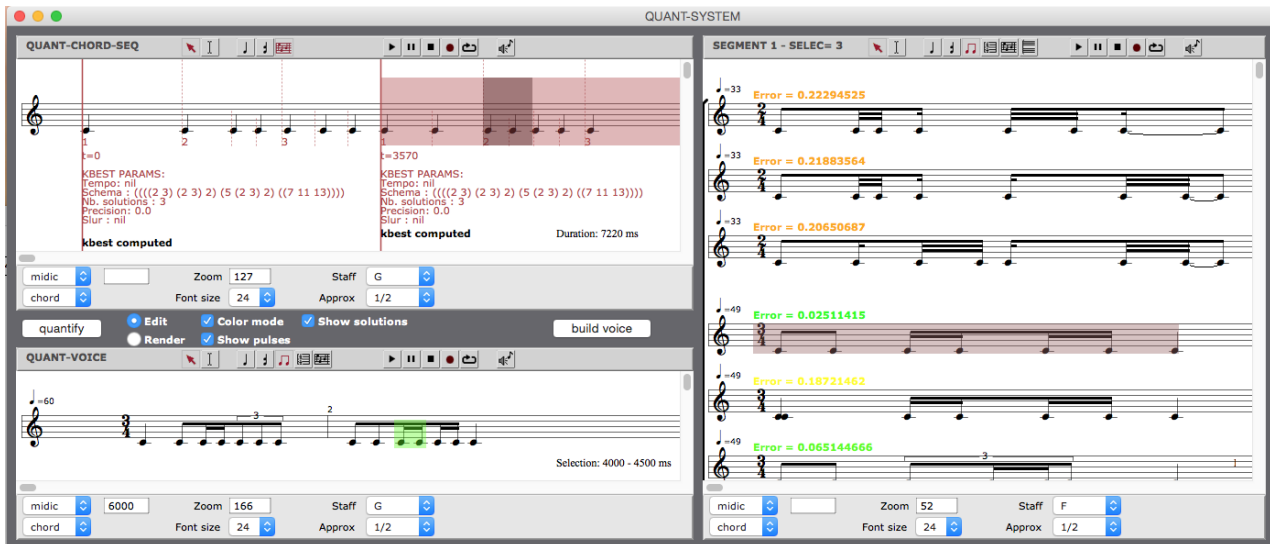 QUANT-SYSTEM
QUANT-CHORD-SEQ
1 2 3 1 2 3
t=0 t=3570
KBEST PARAMS: KBEST PARAMS:
Tempo: nil Tempo: nil
Schema : ((((2 3) (2 3) 2) (5 (2 3) 2) ((7 11 13)))) Schema : ((((2 3) (2 3) 2) (5 (2 3) 2) ((7 11 13))))
Nb. solutions : 3 Nb. solutions : 3
Precision: 0.0 Precision: 0.0
Slur : nil Slur : nil
kbest computed kbest computed Duration: 7220 ms
midic Zoom 127 Staff G
chord Font size 24 Approx 1/2
quantify Edit Color mode Show solutions build voice
Render Show pulses
QUANT-VOICE
=60 3 2
3
4
Selection: 4000 - 4500 ms
midic 6000 Zoom 166 Staff G
chord Font size 24 Approx 1/2
SEGMENT 1 - SELEC= 3
=33 Error = 0.22294525
2
4
=33 Error = 0.21883564
2
4
=33 Error = 0.20650687
2
4
=49 Error = 0.02511415
3
4
=49 Error = 0.18721462
3
4
=49 Error = 0.065144666
3
3 1
midic Zoom 52 Staff F
chord Font size 24 Approx 1/2